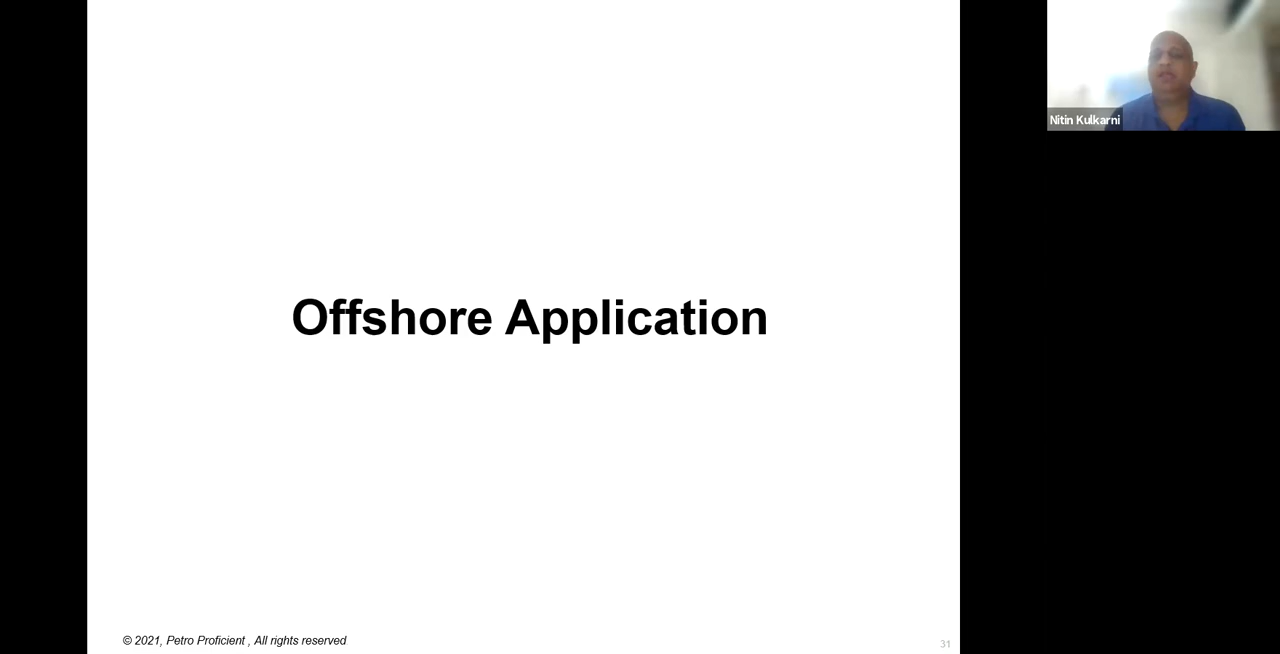 Nitin Kulkarni
Offshore Application
© 2021, Petro Proficient , All rights reserved
31